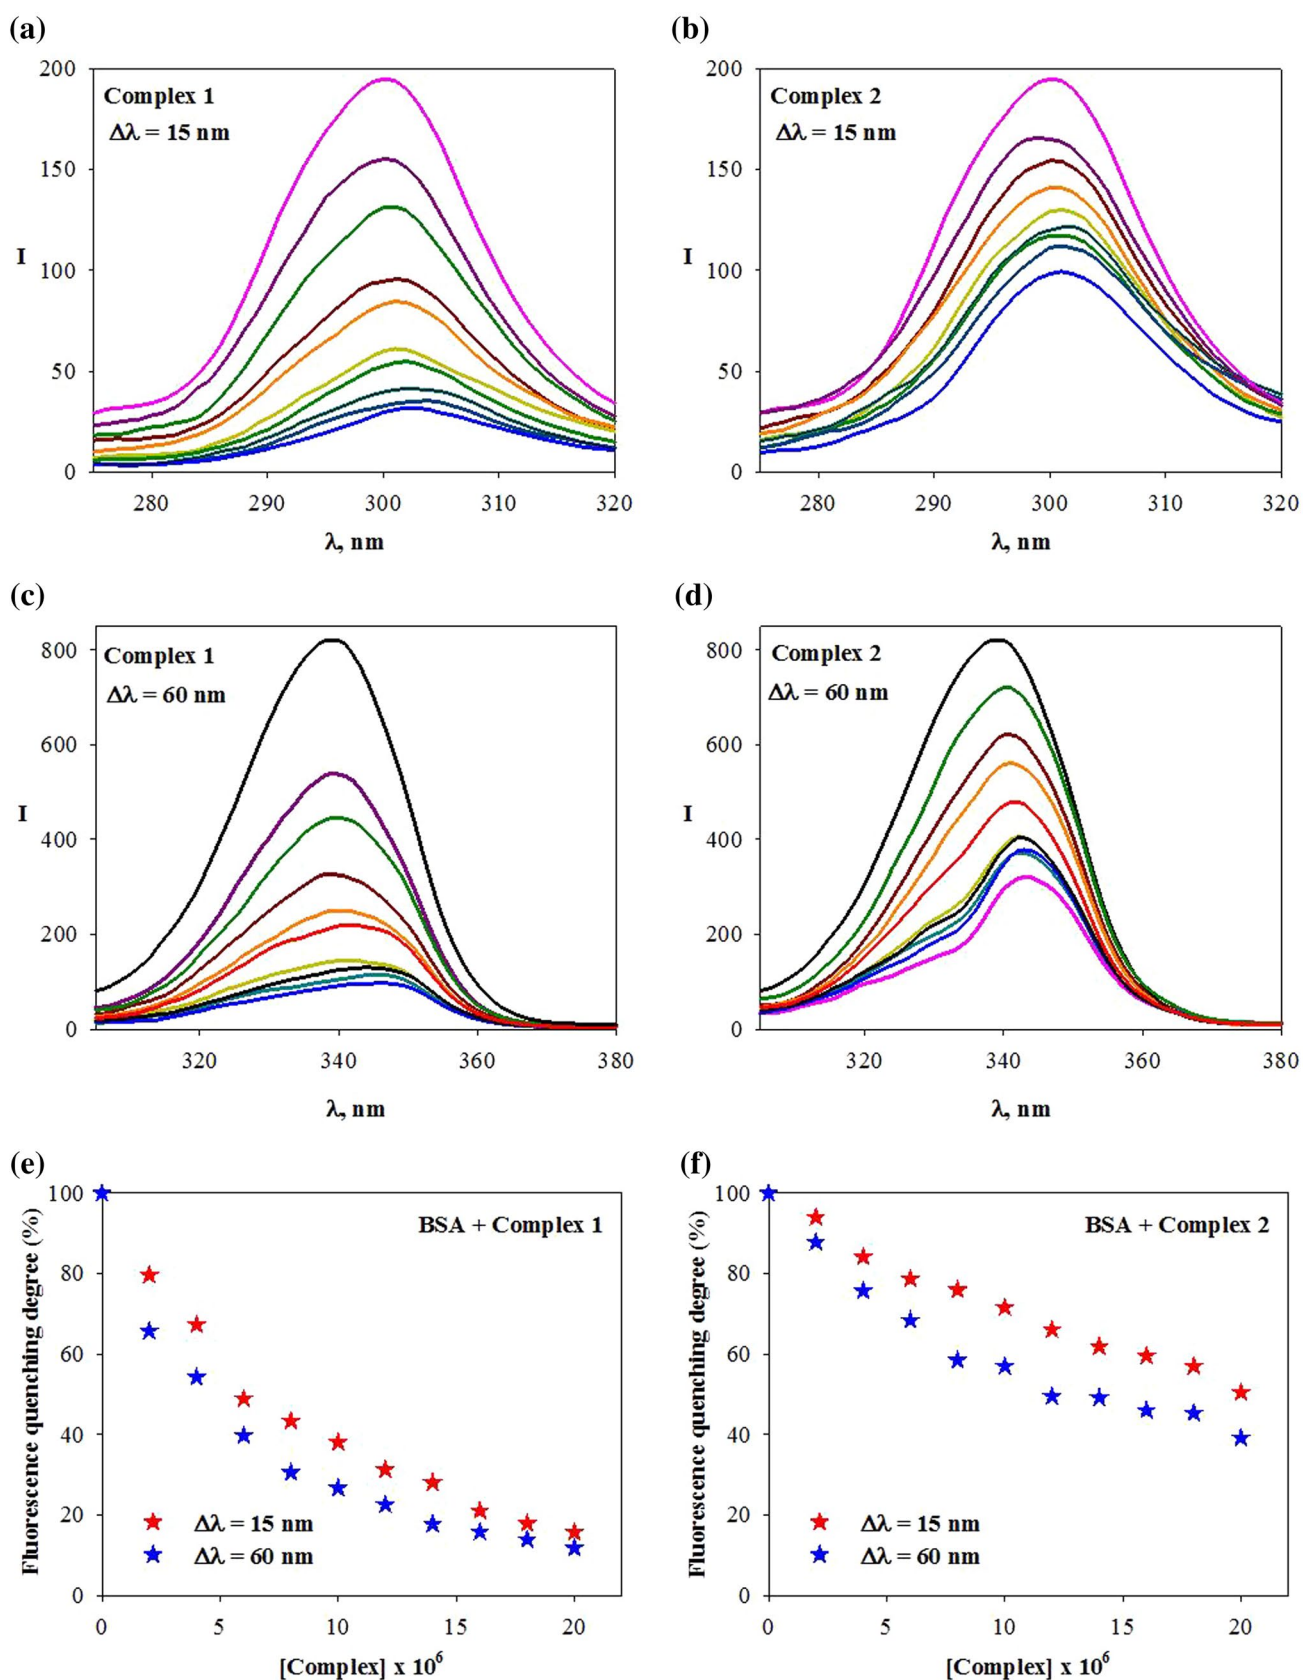 (a)
(b)
200
150
100
50
0
I
Complex 1
Δλ = 15 nm
280 290 300 310 320
λ, nm
200
150
100
50
0
I
Complex 2
Δλ = 15 nm
280 290 300 310 320
λ, nm
(c)
(d)
800
600
400
200
0
I
Complex 1
Δλ = 60 nm
320 340 360 380
λ, nm
800
600
400
200
0
I
Complex 2
Δλ = 60 nm
320 340 360 380
λ, nm
(e)
(f)
Fluorescence quenching degree (%)
100
80
60
40
20
0
BSA + Complex 1
Δλ = 15 nm
Δλ = 60 nm
0 5 10 15 20
[Complex] x 10⁶
Fluorescence quenching degree (%)
100
80
60
40
20
0
BSA + Complex 2
Δλ = 15 nm
Δλ = 60 nm
0 5 10 15 20
[Complex] x 10⁶